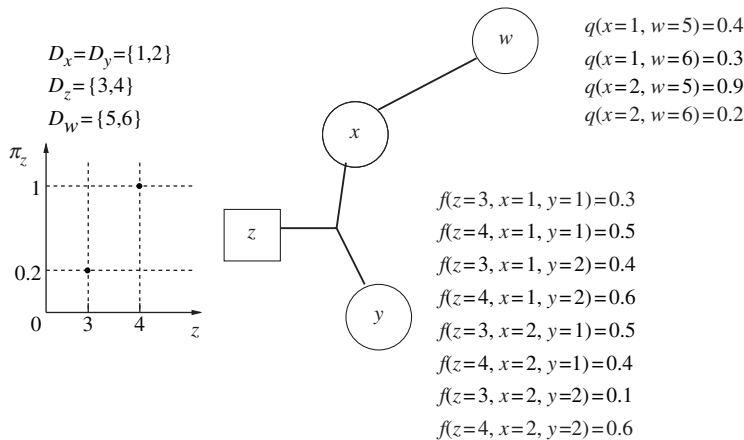 D_x=D_y={1,2}
D_z={3,4}
D_w={5,6}
π_z
1
0.2
0
3
4
z
w
x
z
y
q(x=1, w=5)=0.4
q(x=1, w=6)=0.3
q(x=2, w=5)=0.9
q(x=2, w=6)=0.2
f(z=3, x=1, y=1)=0.3
f(z=4, x=1, y=1)=0.5
f(z=3, x=1, y=2)=0.4
f(z=4, x=1, y=2)=0.6
f(z=3, x=2, y=1)=0.5
f(z=4, x=2, y=1)=0.4
f(z=3, x=2, y=2)=0.1
f(z=4, x=2, y=2)=0.6